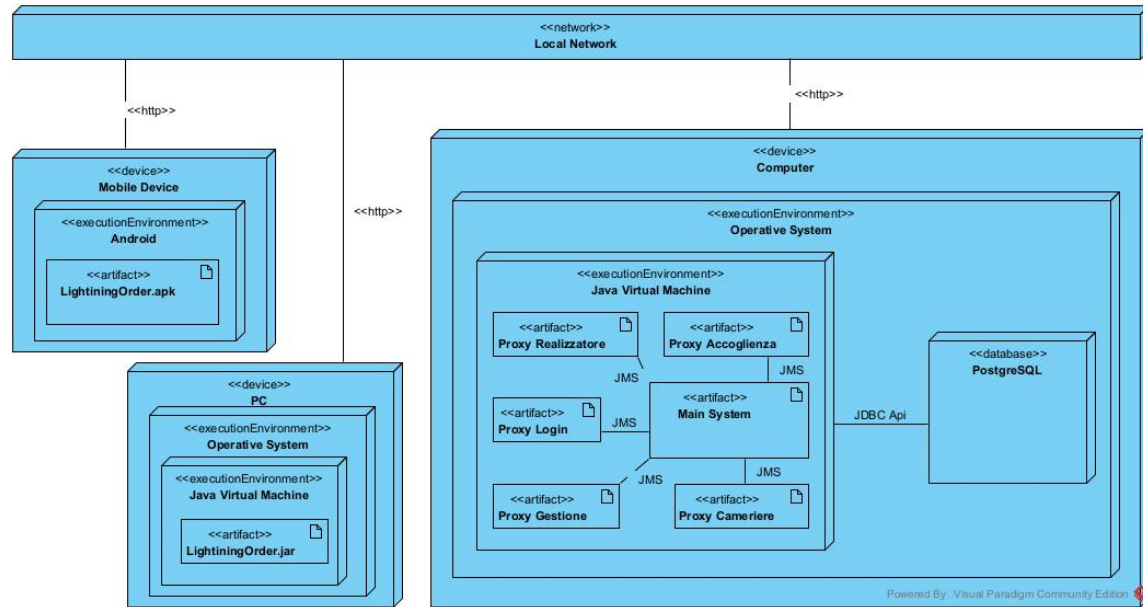 <<network>>
Local Network
<<http>>
<<http>>
<<http>>
<<device>>
Mobile Device
<<executionEnvironment>>
Android
<<artifact>>
LightiningOrder.apk
<<device>>
PC
<<executionEnvironment>>
Operative System
<<executionEnvironment>>
Java Virtual Machine
<<artifact>>
LightiningOrder.jar
<<device>>
Computer
<<executionEnvironment>>
Operative System
<<executionEnvironment>>
Java Virtual Machine
<<artifact>>
Proxy Realizzatore
<<artifact>>
Proxy Accoglienza
JMS
JMS
<<artifact>>
Main System
<<artifact>>
Proxy Login
JMS
JMS
JMS
<<artifact>>
Proxy Gestione
<<artifact>>
Proxy Cameriere
JDBC Api
<<database>>
PostgreSQL
Powered By Visual Paradigm Community Edition